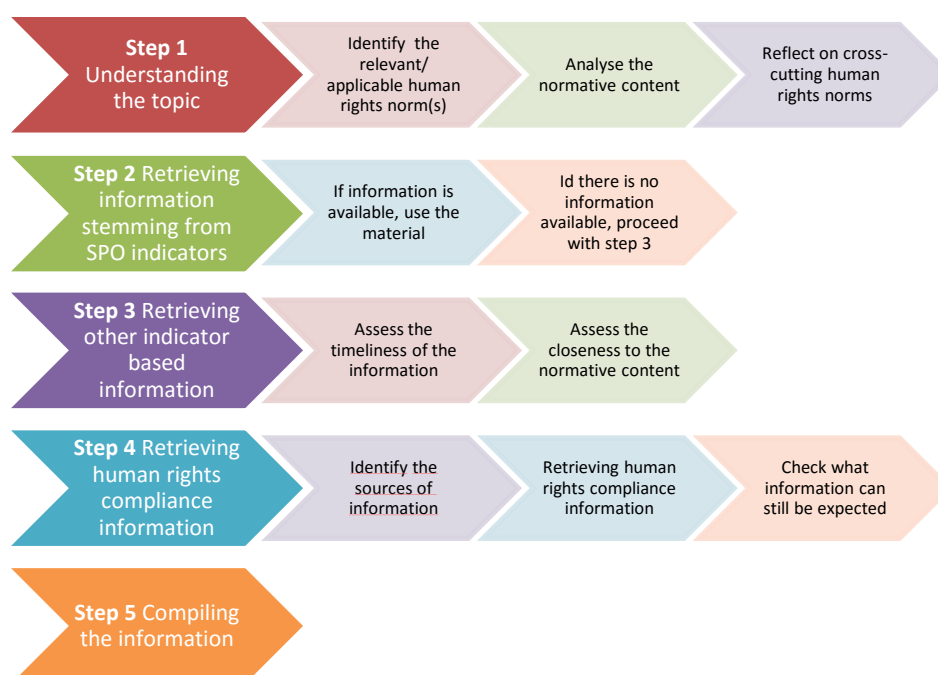 Step 1
Understanding
the topic
Identify the
relevant/
applicable human
rights norm(s)
Analyse the
normative content
Reflect on cross-
cutting human
rights norms
Step 2 Retrieving
information
stemming from
SPO indicators
If information is
available, use the
material
Id there is no
information
available, proceed
with step 3
Step 3 Retrieving
other indicator
based
information
Assess the
timeliness of the
information
Assess the
closeness to the
normative content
Step 4 Retrieving
human rights
compliance
information
Identify the
sources of
information
Retrieving human
rights compliance
information
Check what
information can
still be expected
Step 5 Compiling
the information